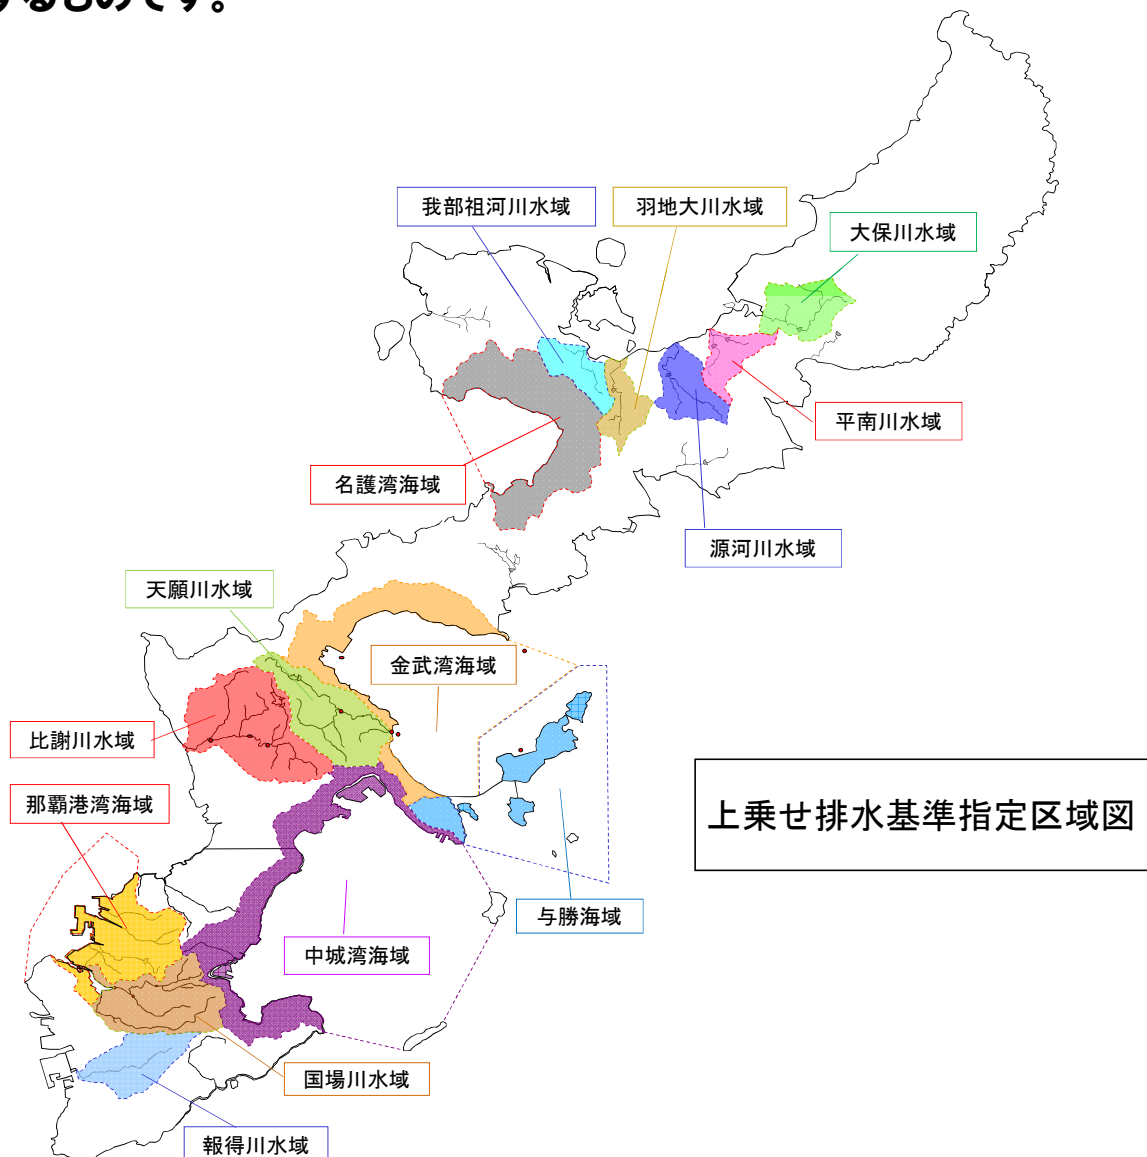 するものです。
我部祖河川水域
羽地大川水域
大保川水域
平南川水域
名護湾海域
源河川水域
天願川水域
金武湾海域
比謝川水域
那覇港湾海域
上乗せ排水基準指定区域図
与勝海域
中城湾海域
国場川水域
報得川水域